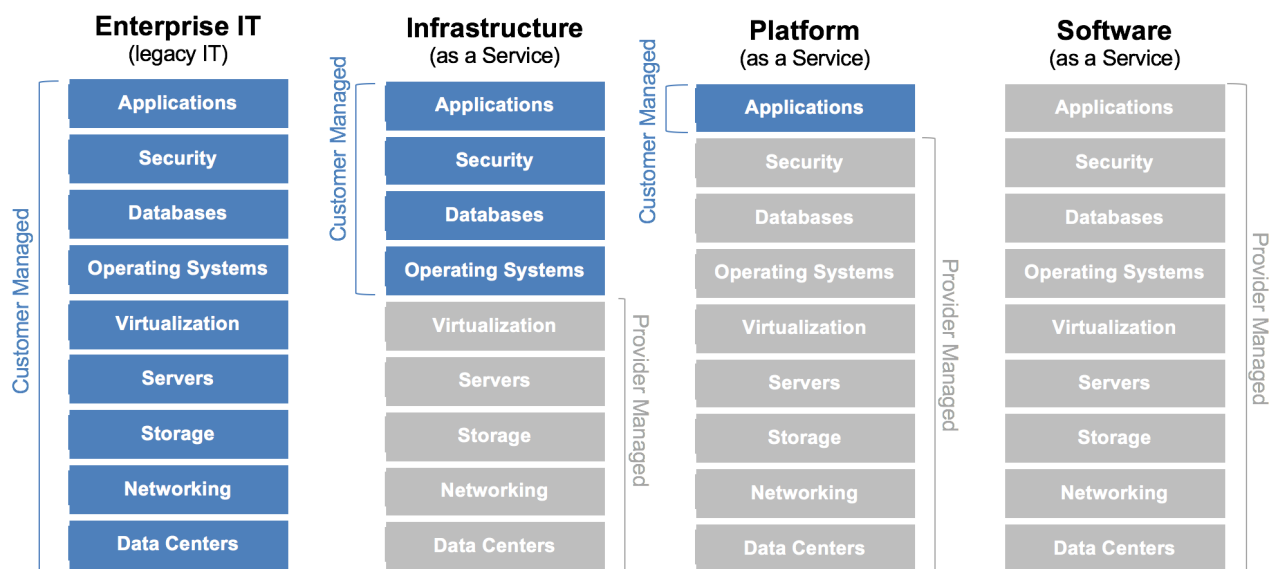 Enterprise IT
(legacy IT)
Customer Managed
Applications
Security
Databases
Operating Systems
Virtualization
Servers
Storage
Networking
Data Centers
Infrastructure
(as a Service)
Customer Managed
Applications
Security
Databases
Operating Systems
Virtualization
Servers
Storage
Networking
Data Centers
Provider Managed
Platform
(as a Service)
Customer Managed
Applications
Security
Databases
Operating Systems
Virtualization
Servers
Storage
Networking
Data Centers
Provider Managed
Software
(as a Service)
Applications
Security
Databases
Operating Systems
Virtualization
Servers
Storage
Networking
Data Centers
Provider Managed